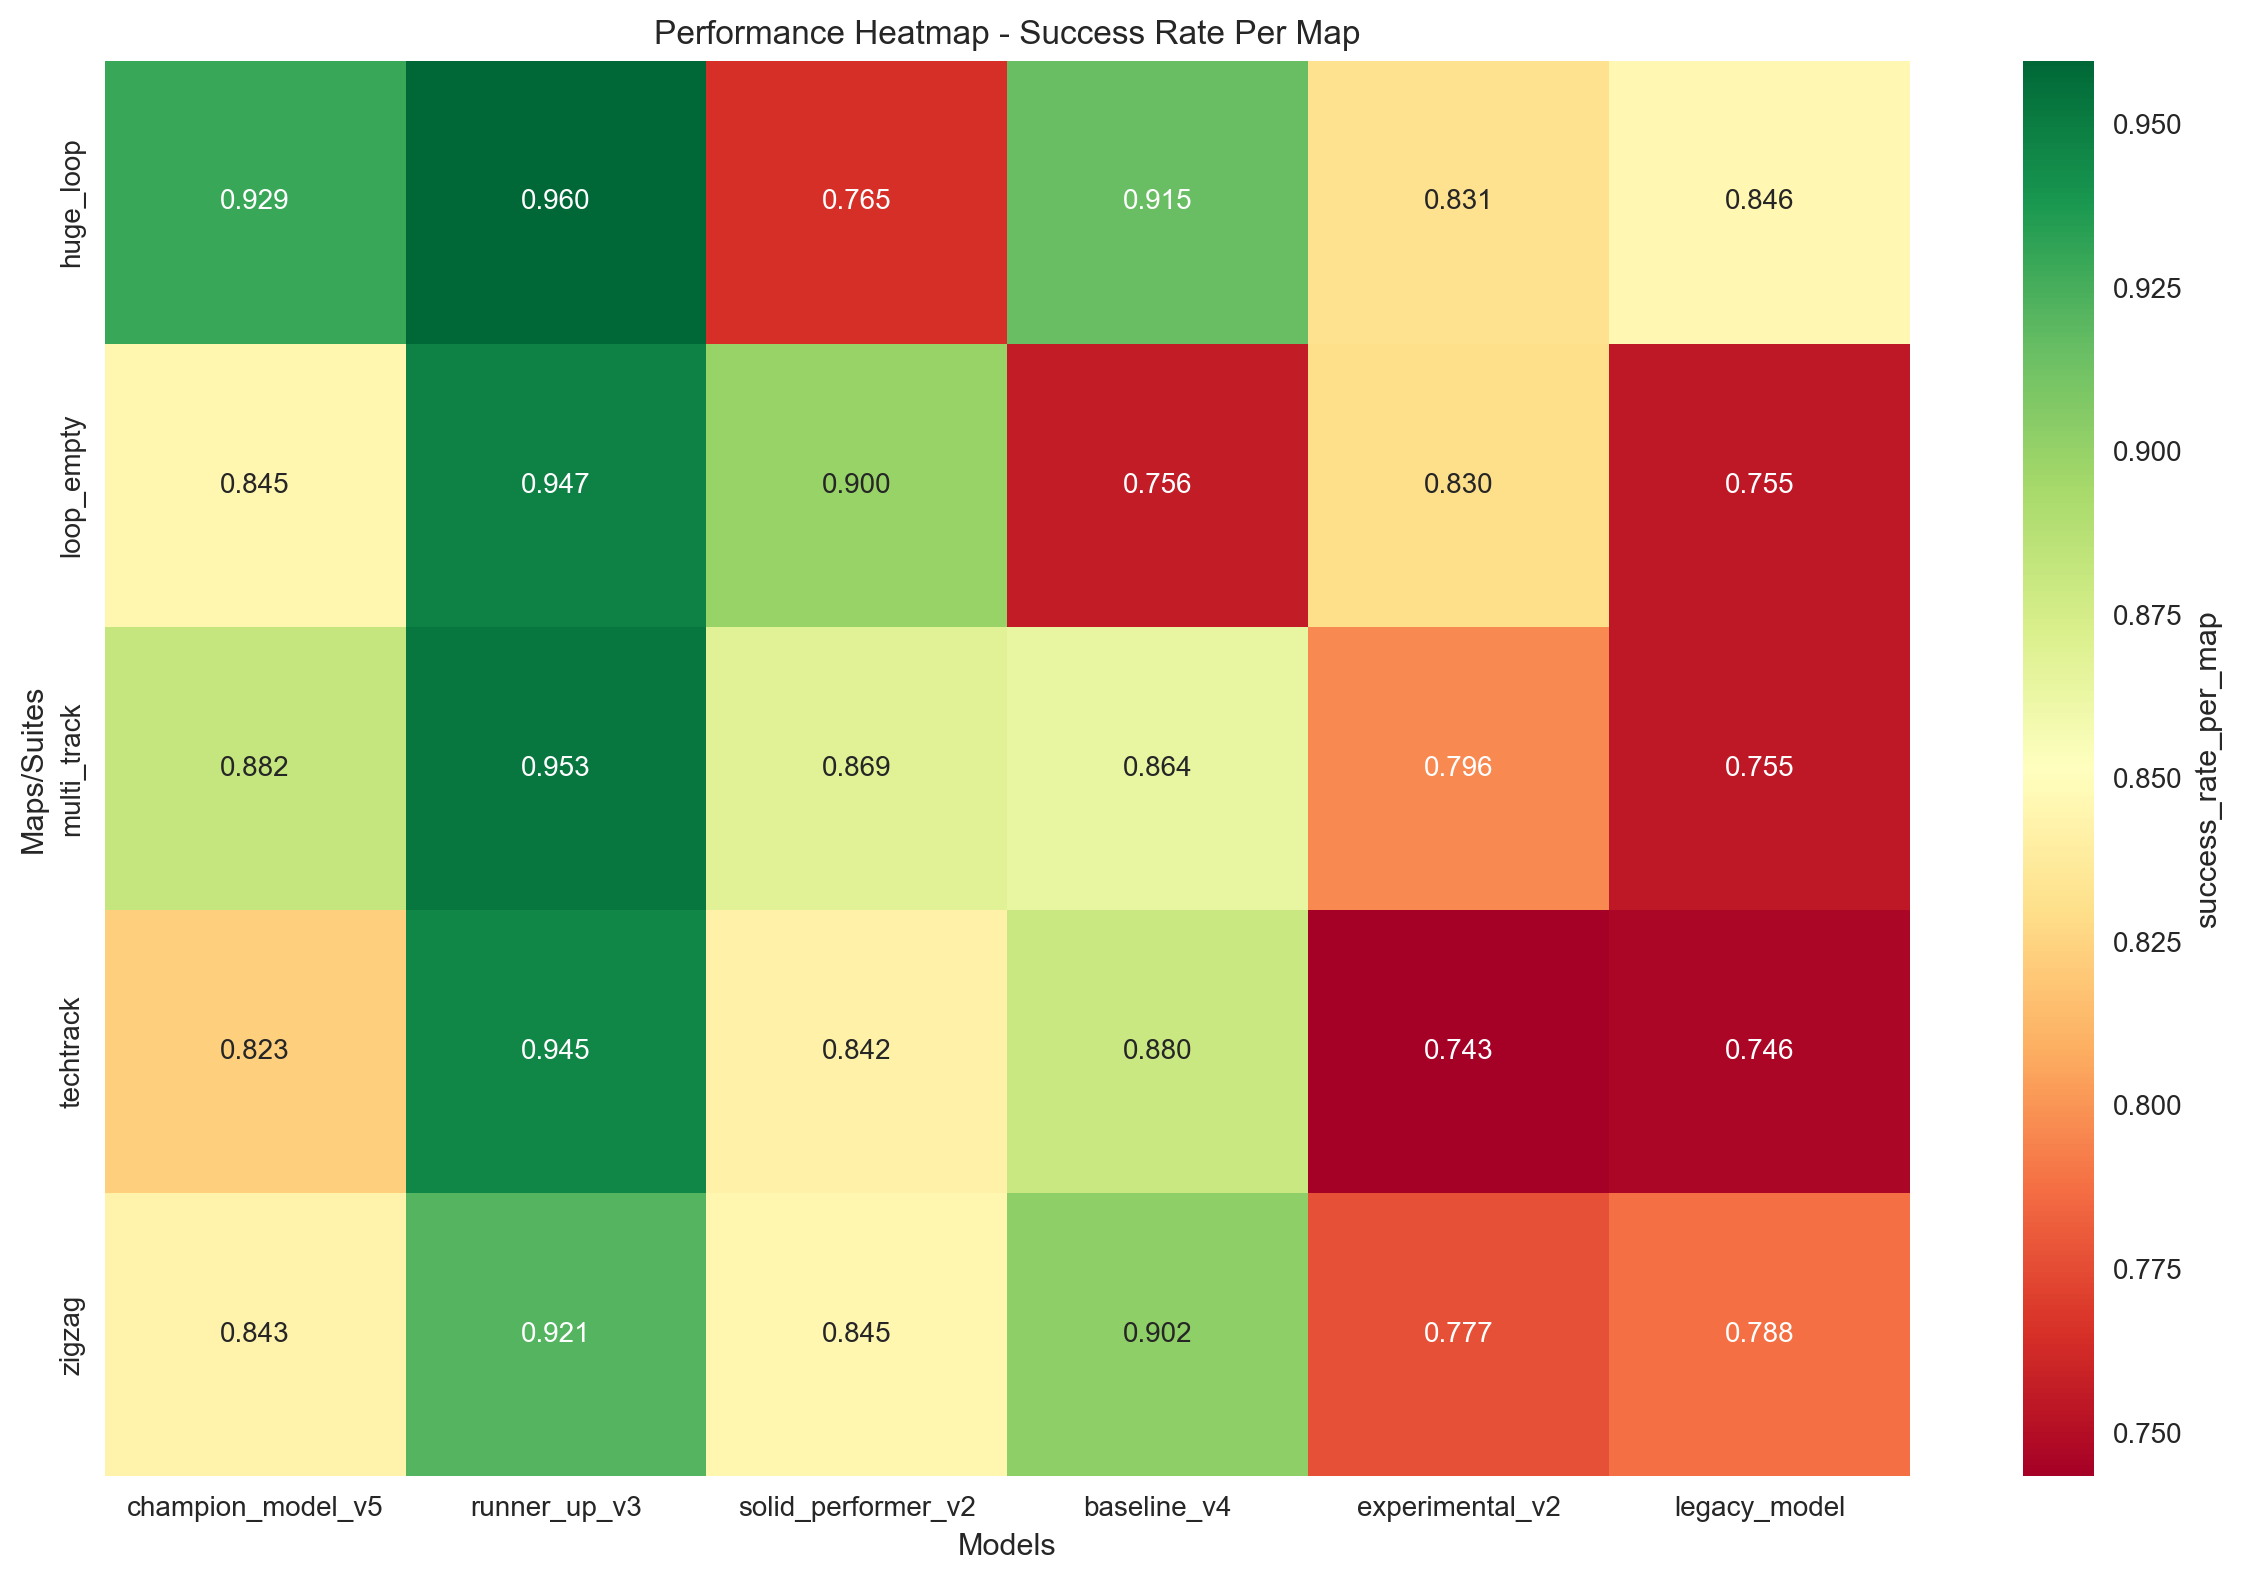 Performance Heatmap - Success Rate Per Map
Maps/Suites
huge_loop
0.929 0.960 0.765 0.915 0.831 0.846
loop_empty
0.845 0.947 0.900 0.756 0.830 0.755
multi_track
0.882 0.953 0.869 0.864 0.796 0.755
techtrack
0.823 0.945 0.842 0.880 0.743 0.746
zigzag
0.843 0.921 0.845 0.902 0.777 0.788
champion_model_v5 runner_up_v3 solid_performer_v2 baseline_v4 experimental_v2 legacy_model
Models
0.950
0.925
0.900
0.875
0.850
0.825
0.800
0.775
0.750
success_rate_per_map